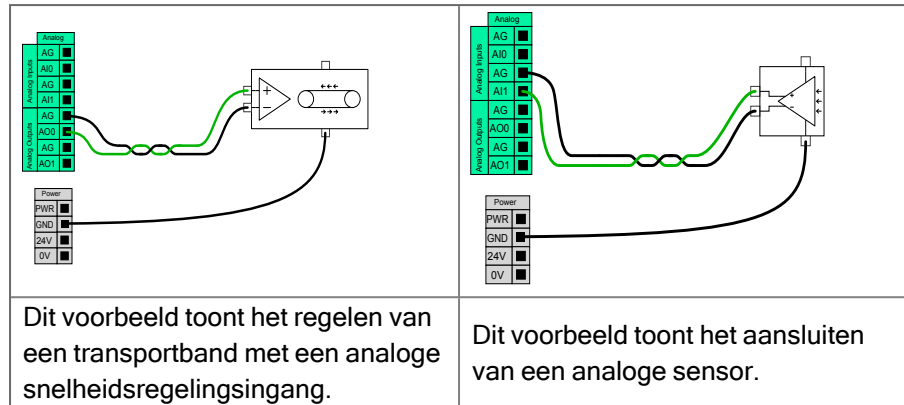 Analog
Analog Inputs
AG
AI0
AG
AI1
Analog Outputs
AG
AO0
AG
AO1
Power
PWR
GND
24V
0V
+
−
←←←
→→→
Analog
Analog Inputs
AG
AI0
AG
AI1
Analog Outputs
AG
AO0
AG
AO1
Power
PWR
GND
24V
0V
+
−
Dit voorbeeld toont het regelen van
een transportband met een analoge
snelheidsregelingsingang.
Dit voorbeeld toont het aansluiten
van een analoge sensor.